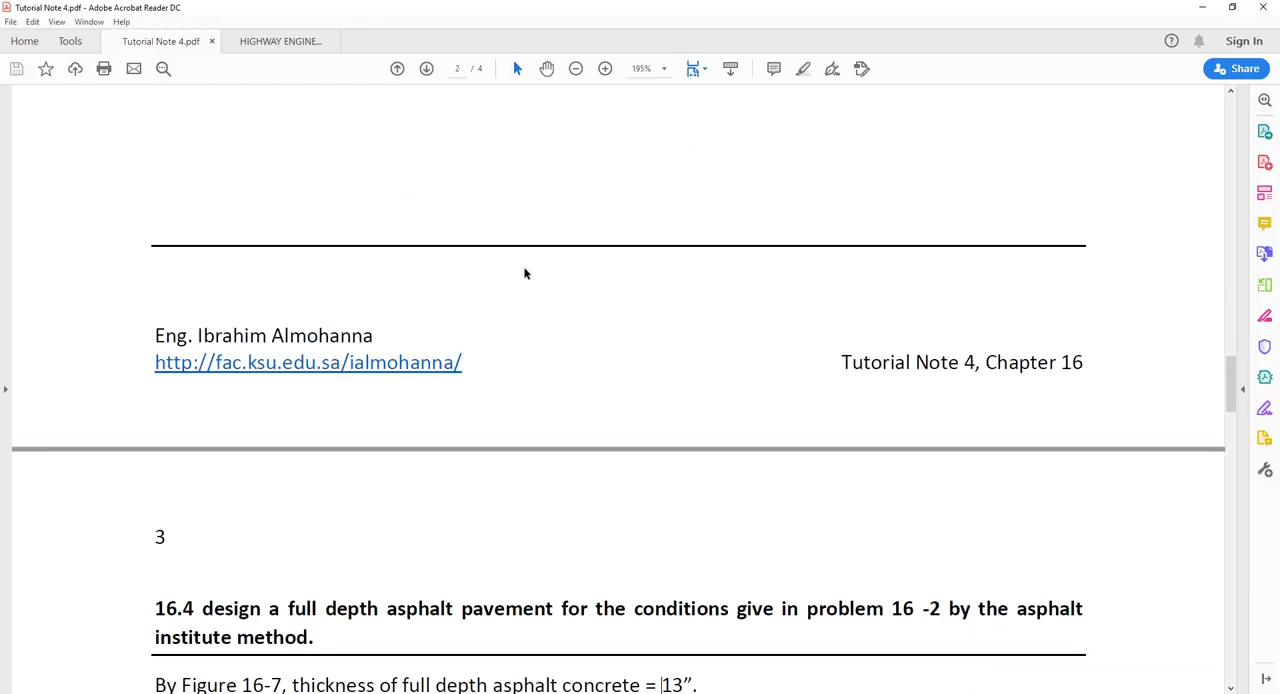 Tutorial Note 4.pdf - Adobe Acrobat Reader DC
File Edit View Window Help
Home Tools Tutorial Note 4.pdf × HIGHWAY ENGINE... Sign In
2 / 4 195% Share
Eng. Ibrahim Almohanna
http://fac.ksu.edu.sa/ialmohanna/ Tutorial Note 4, Chapter 16
3
16.4 design a full depth asphalt pavement for the conditions give in problem 16 -2 by the asphalt
institute method.
By Figure 16-7, thickness of full depth asphalt concrete = 13”.